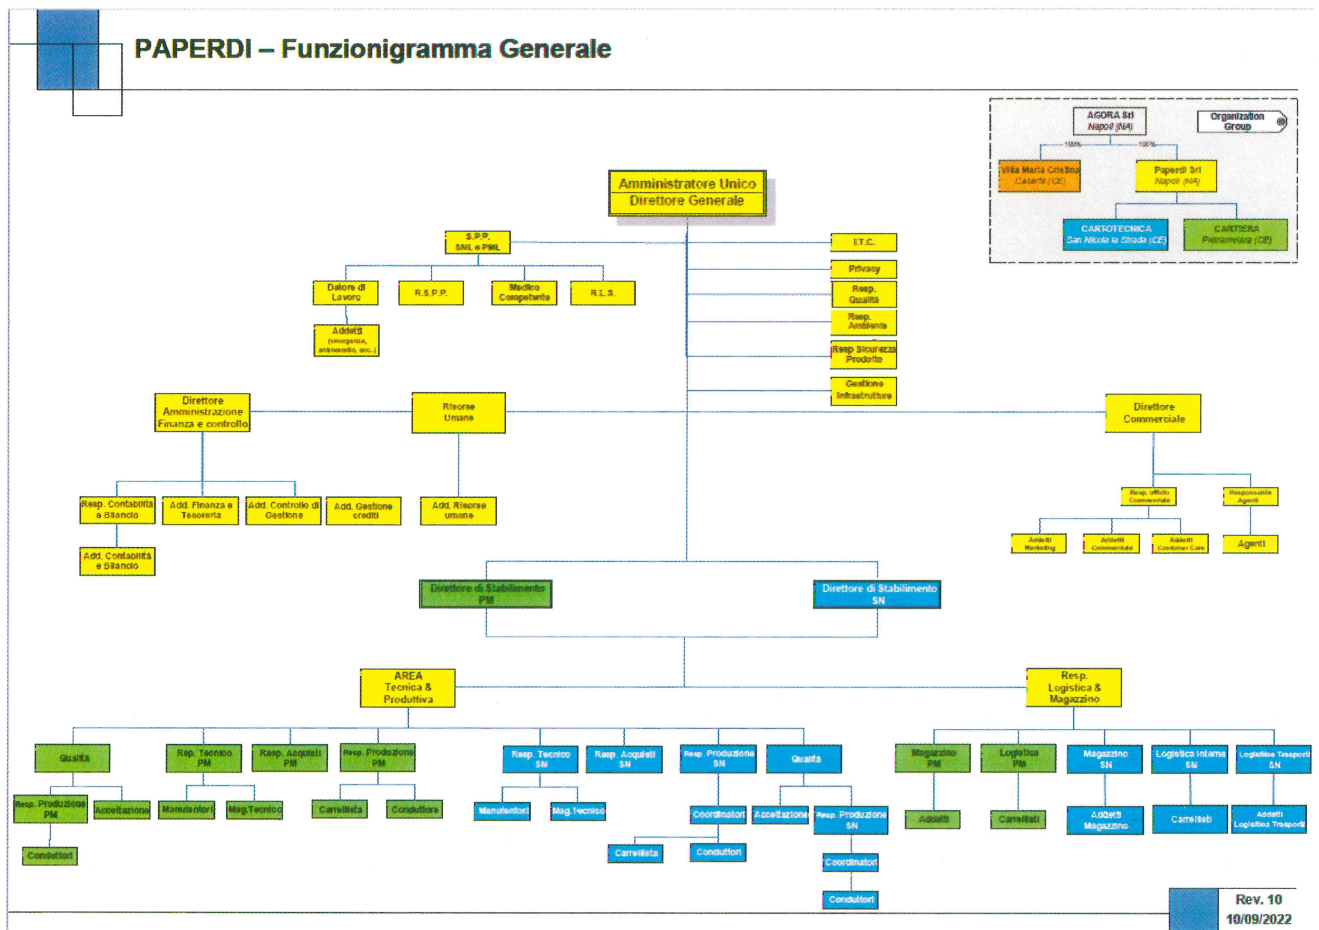 PAPERDI – Funzionigramma Generale
AGORA Srl
Napoli (NA)
Organization
Group
100%
100%
Villa Maria Cristina
Caserta (CE)
Paperdi Srl
Napoli (NA)
CARTOTECNICA
San Nicola la Strada (CE)
CARTIERA
Pietramelara (CE)
Amministratore Unico
Direttore Generale
S.P.P.
SNL e PML
I.T.C.
Privacy
Resp.
Qualità
Resp.
Ambiente
Resp Sicurezza
Prodotto
Gestione
Infrastrutture
Datore di
Lavoro
R.S.P.P.
Medico
Competente
R.L.S.
Addetti
(emergenza,
antincendio, ecc..)
Direttore
Amministrazione
Finanza e controllo
Risorse
Umane
Direttore
Commerciale
Resp. Contabilità
e Bilancio
Add. Finanza e
Tesoreria
Add. Controllo di
Gestione
Add. Gestione
crediti
Add. Risorse
umane
Resp. ufficio
Commerciale
Responsabile
Agenti
Add. Contabilità
e Bilancio
Addetti
Marketing
Addetti
Commerciale
Addetti
Costomer Care
Agenti
Direttore di Stabilimento
PM
Direttore di Stabilimento
SN
AREA
Tecnica &
Produttiva
Resp.
Logistica &
Magazzino
Qualità
Rep. Tecnico
PM
Resp. Acquisti
PM
Resp. Produzione
PM
Resp. Tecnico
SN
Resp. Acquisti
SN
Resp. Produzione
SN
Qualità
Magazzino
PM
Logistica
PM
Magazzino
SN
Logistica Interna
SN
Logistica Trasporti
SN
Resp. Produzione
PM
Accettazione
Manutentori
Mag.Tecnico
Carrellista
Conduttore
Manutentori
Mag.Tecnico
Coordinatori
Accettazione
Resp. Produzione
SN
Addetti
Carrellisti
Addetti
Magazzino
Carrellisti
Addetti
Logistica Trasporti
Conduttori
Carrellista
Conduttori
Coordinatori
Conduttori
Rev. 10
10/09/2022